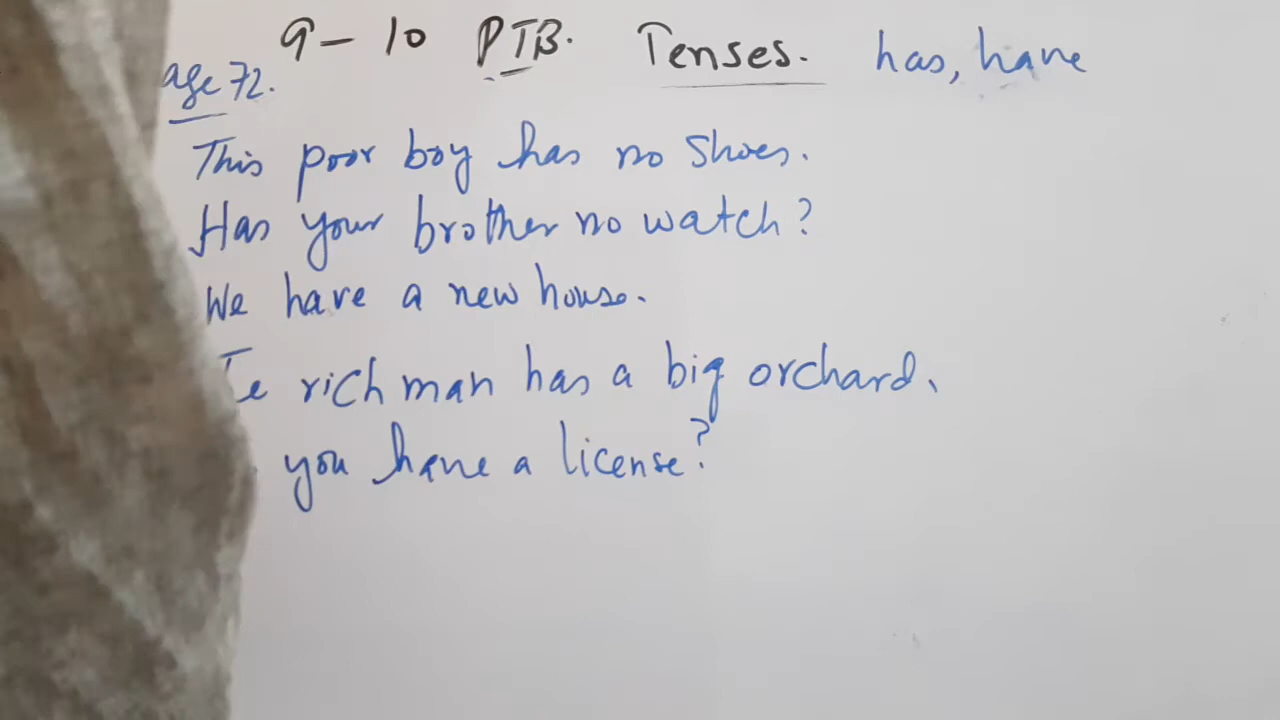 9 - 10 PTB. Tenses. has, have
age 72.
This poor boy has no shoes.
Has your brother no watch?
We have a new house.
Te rich man has a big orchard.
you have a license?